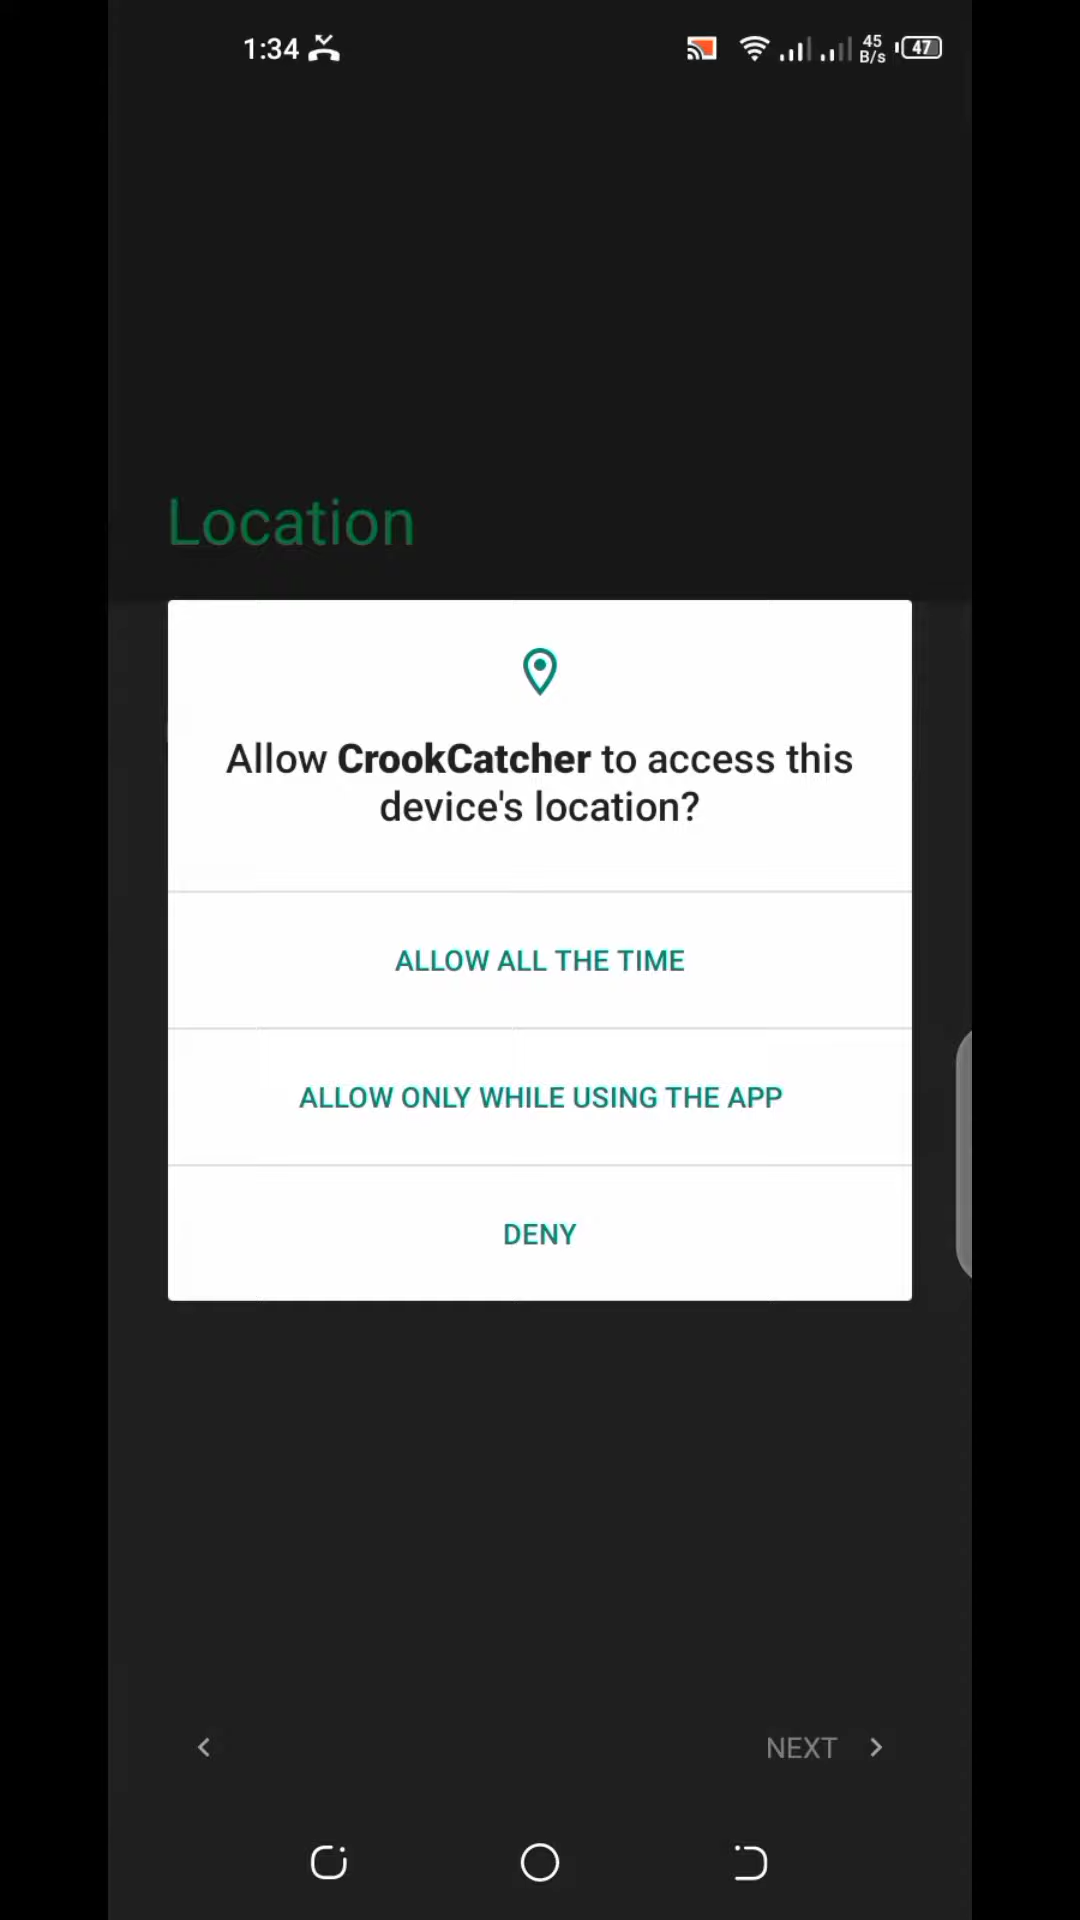 1:34
45
B/s
47
Location
Allow CrookCatcher to access this
device's location?
ALLOW ALL THE TIME
ALLOW ONLY WHILE USING THE APP
DENY
NEXT